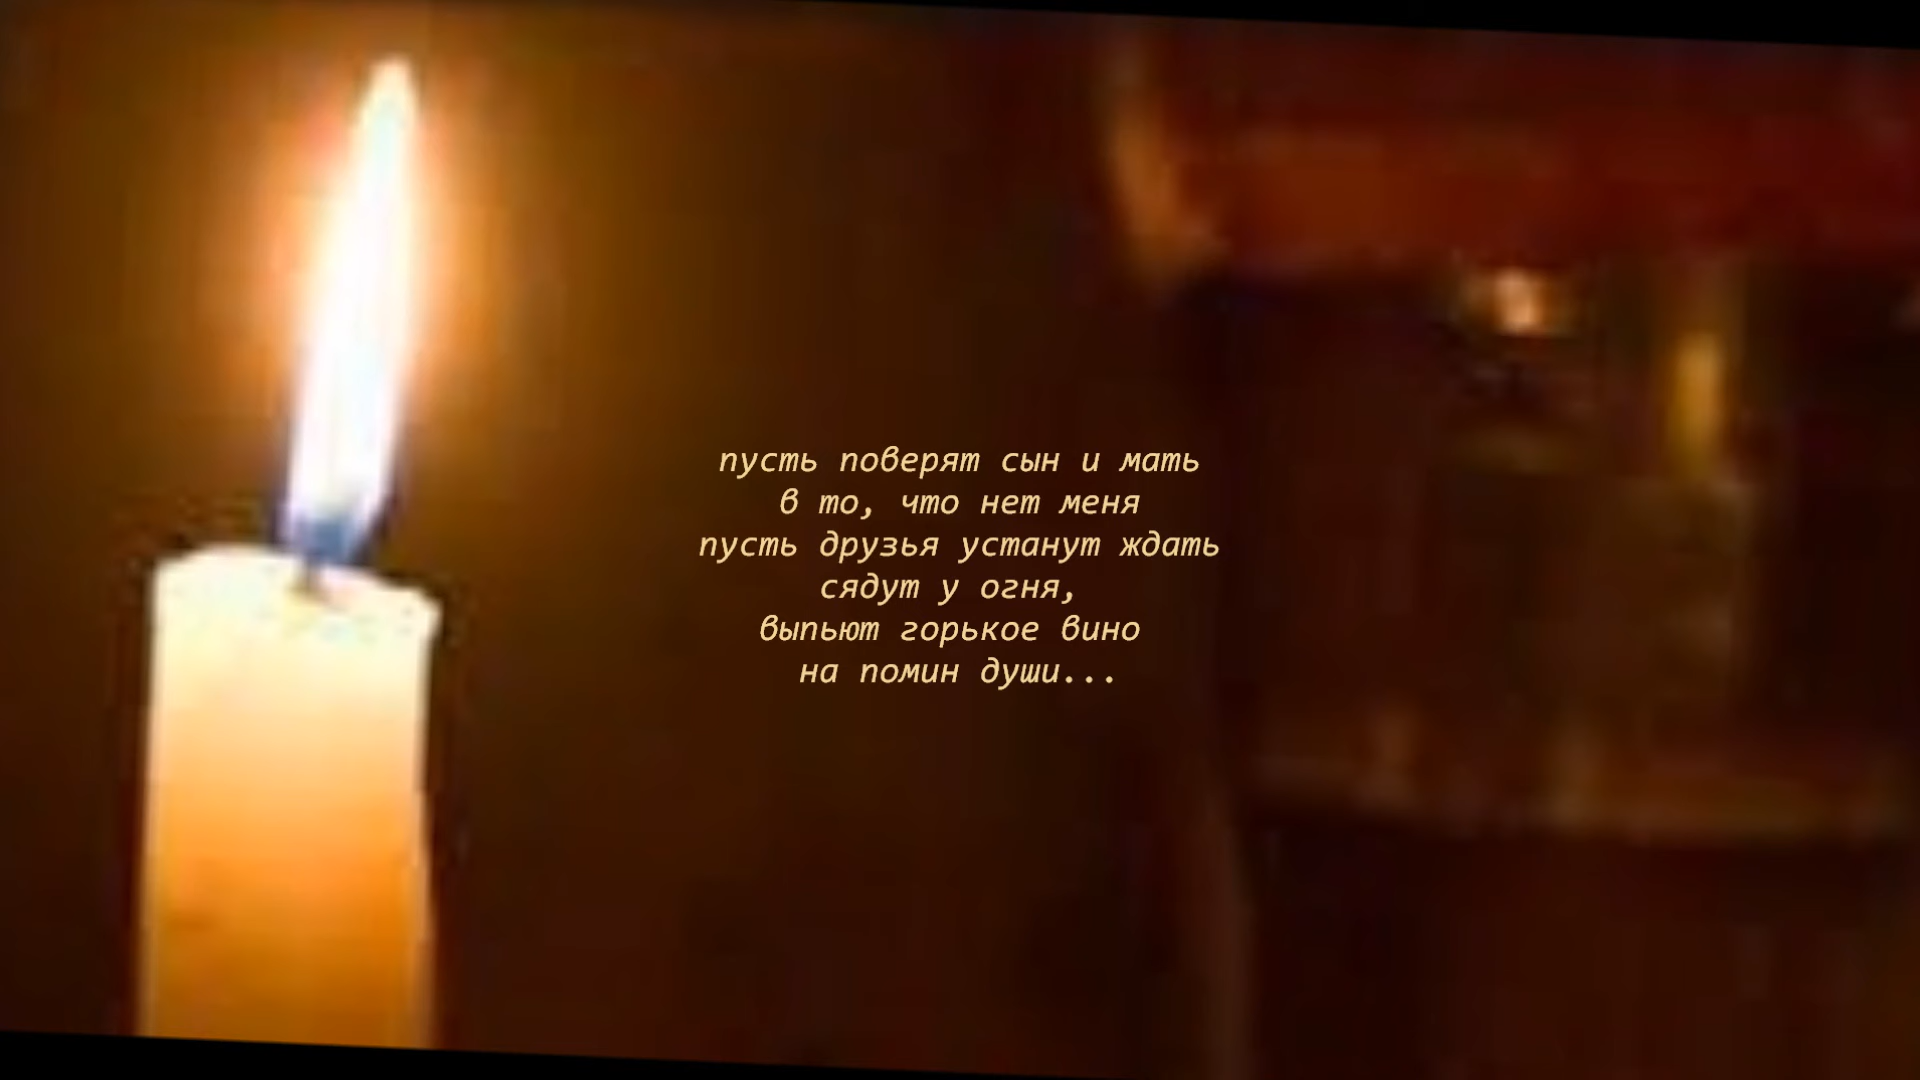 пусть поверят сын и мать
в то, что нет меня
пусть друзья устанут ждать
сядут у огня,
выпьют горькое вино
на помин души...